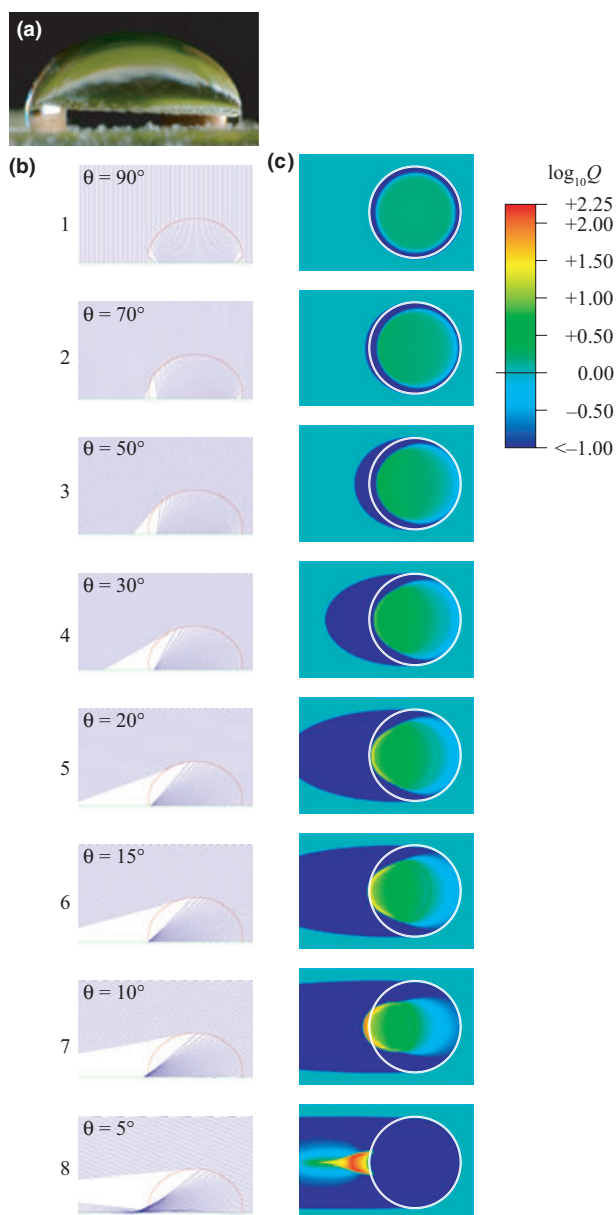 (a)
(b)
(c)
log₁₀Q
+2.25
+2.00
+1.50
+1.00
+0.50
0.00
–0.50
<–1.00
1
θ = 90°
2
θ = 70°
3
θ = 50°
4
θ = 30°
5
θ = 20°
6
θ = 15°
7
θ = 10°
8
θ = 5°